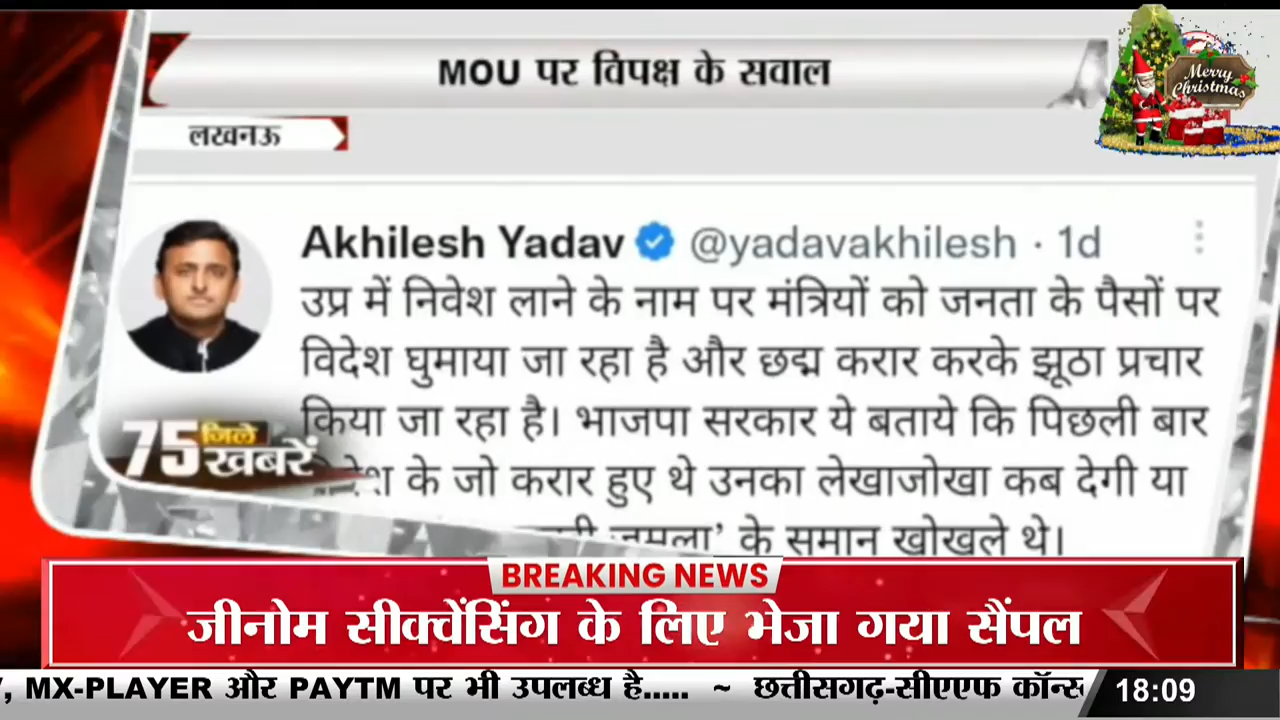 MOU पर विपक्ष के सवाल
Merry
Christmas
लखनऊ
Akhilesh Yadav @yadavakhilesh · 1d
उप्र में निवेश लाने के नाम पर मंत्रियों को जनता के पैसों पर
विदेश घुमाया जा रहा है और छद्म करार करके झूठा प्रचार
किया जा रहा है। भाजपा सरकार ये बताये कि पिछली बार
के जो करार हुए थे उनका लेखाजोखा कब देगी या
के समान खोखले थे।
75 जिले
खबरें
BREAKING NEWS
जीनोम सीक्वेंसिंग के लिए भेजा गया सैंपल
, MX-PLAYER और PAYTM पर भी उपलब्ध है..... ~ छत्तीसगढ़-सीएएफ
18:09